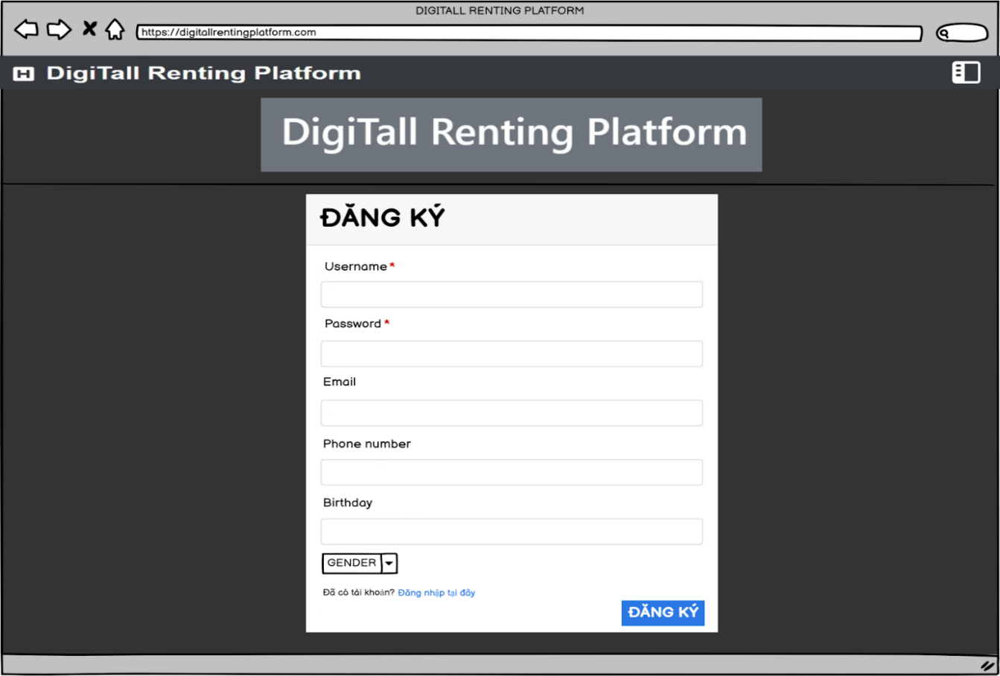 DIGITALL RENTING PLATFORM
https://digitallrentingplatform.com
H DigiTall Renting Platform
DigiTall Renting Platform
ĐĂNG KÝ
Username *
Password *
Email
Phone number
Birthday
GENDER
Đã có tài khoản? Đăng nhập tại đây
ĐĂNG KÝ